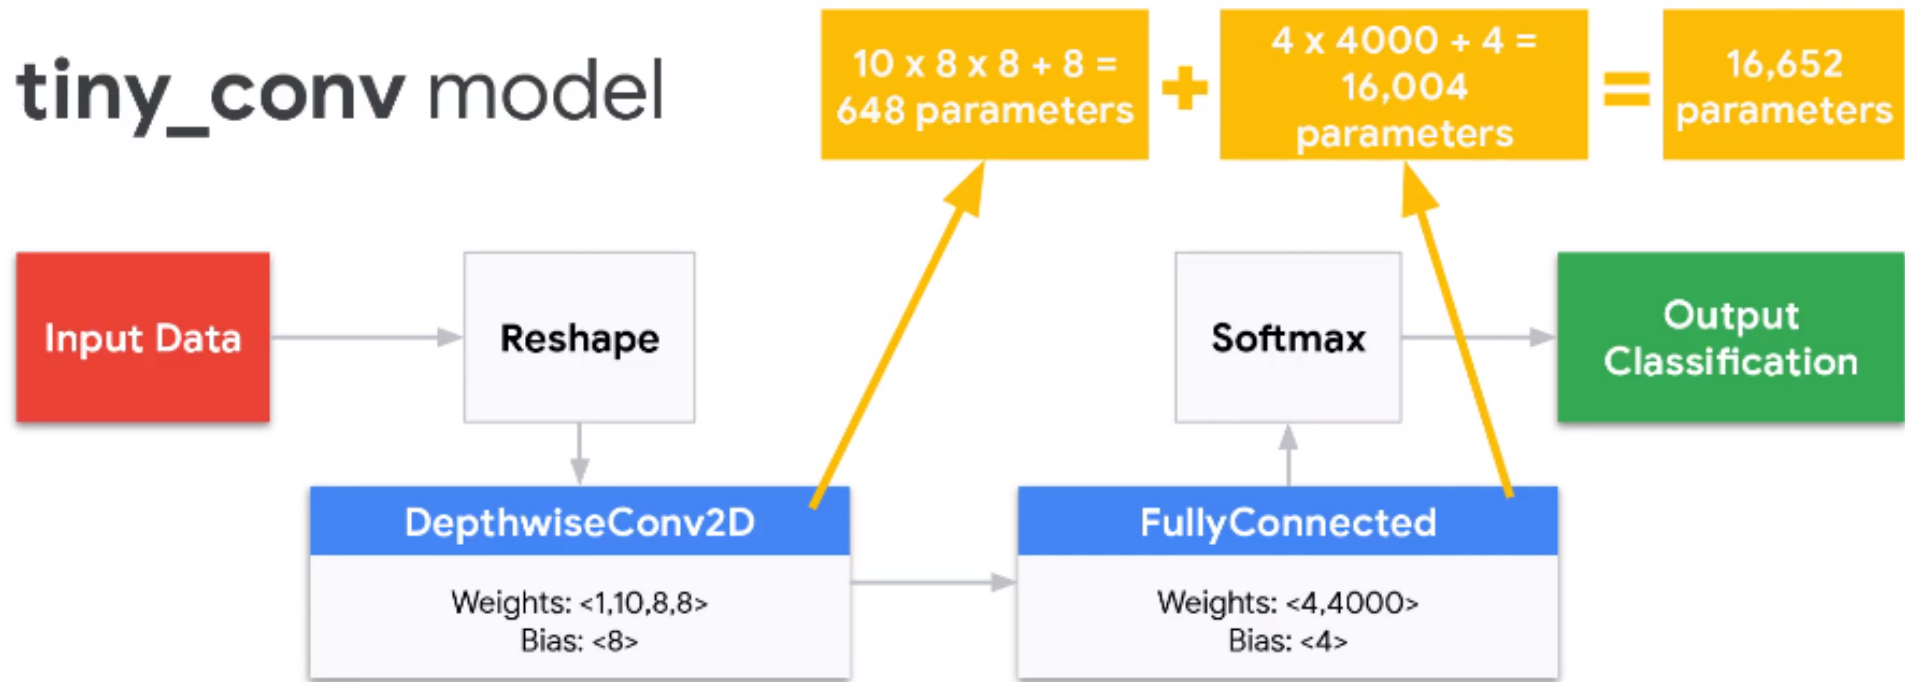 tiny_conv model
10 x 8 x 8 + 8 =
648 parameters
+
4 x 4000 + 4 =
16,004
parameters
=
16,652
parameters
Input Data
Reshape
Softmax
Output
Classification
DepthwiseConv2D
Weights: <1,10,8,8>
Bias: <8>
FullyConnected
Weights: <4,4000>
Bias: <4>